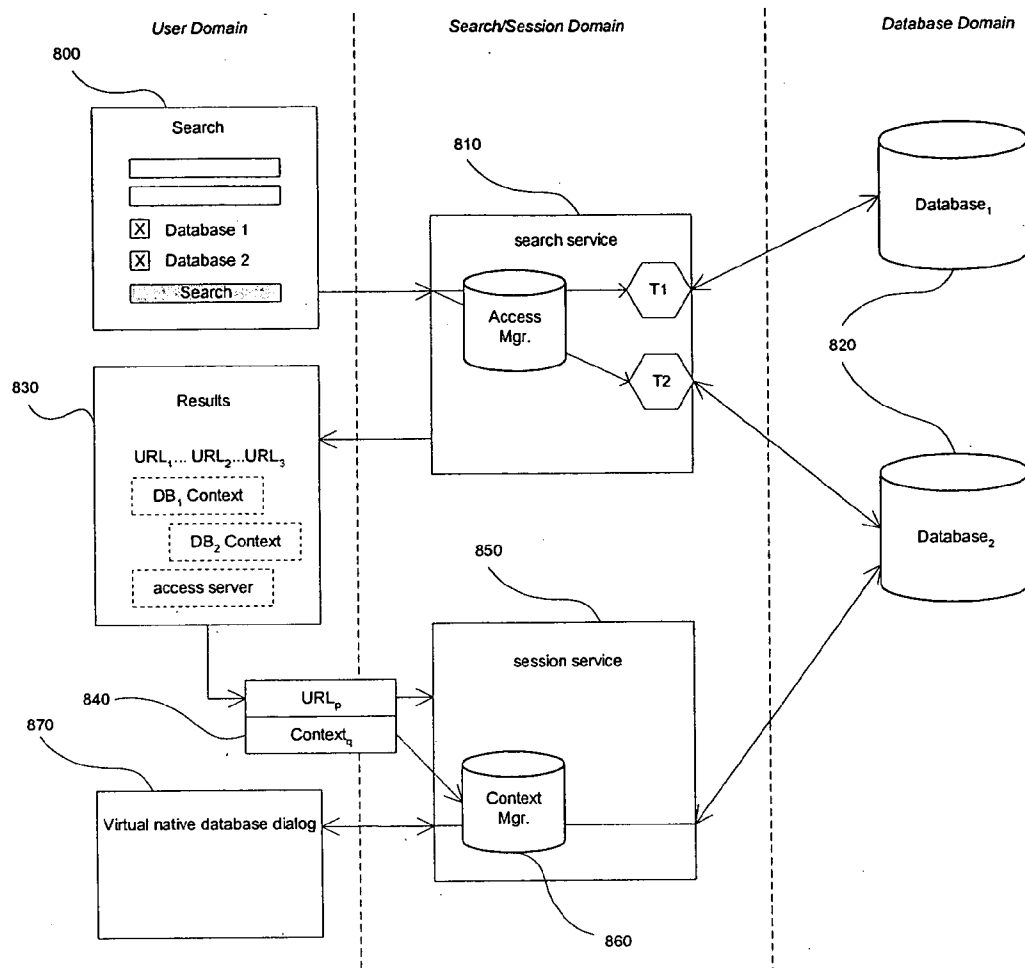 User Domain
Search/Session Domain
Database Domain
800
Search
X Database 1
X Database 2
Search
810
search service
Access
Mgr.
T1
T2
Database1
820
Database2
830
Results
URL1... URL2...URL3
DB1 Context
DB2 Context
access server
840
URLp
Contextq
850
session service
Context
Mgr.
860
870
Virtual native database dialog